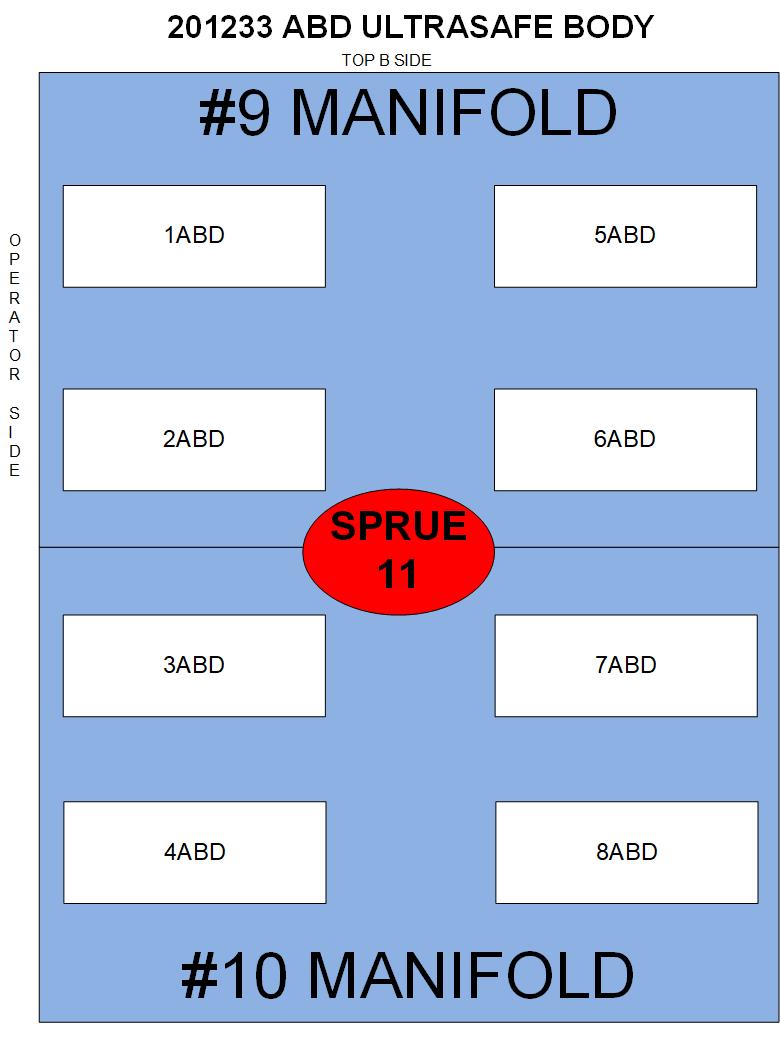 201233 ABD ULTRASAFE BODY
TOP B SIDE
#9 MANIFOLD
OPERATOR SIDE
1ABD
5ABD
2ABD
6ABD
SPRUE
11
3ABD
7ABD
4ABD
8ABD
#10 MANIFOLD